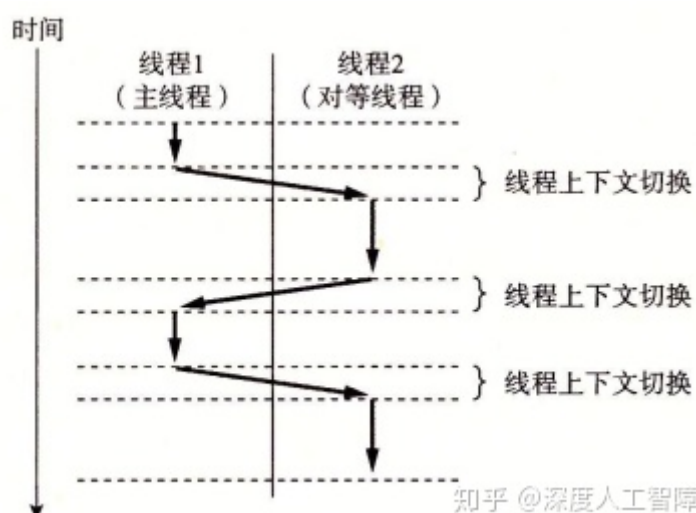 时间
线程1
（主线程）
线程2
（对等线程）
线程上下文切换
线程上下文切换
线程上下文切换
知乎 @深度人工智障